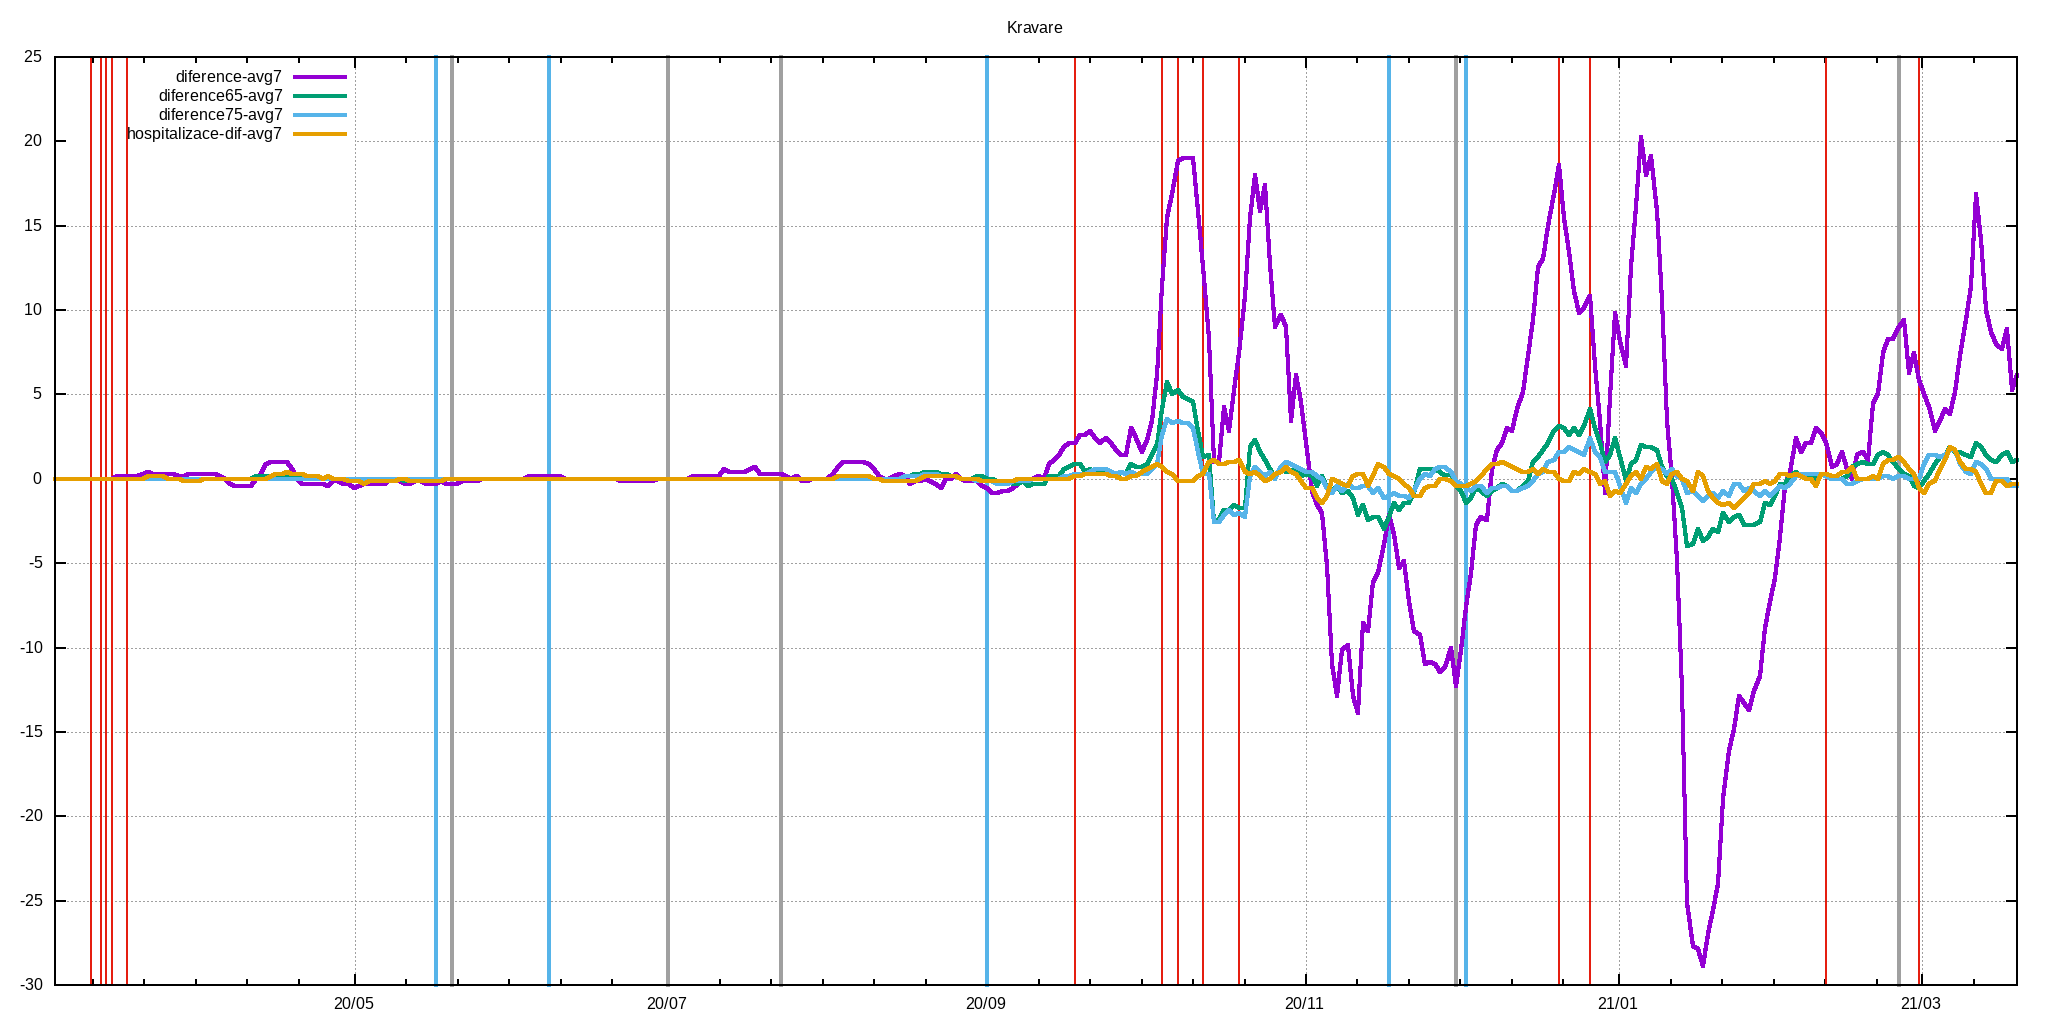 Kravare
diference-avg7
diference65-avg7
diference75-avg7
hospitalizace-dif-avg7
25
20
15
10
5
0
-5
-10
-15
-20
-25
-30
20/05 20/07 20/09 20/11 21/01 21/03